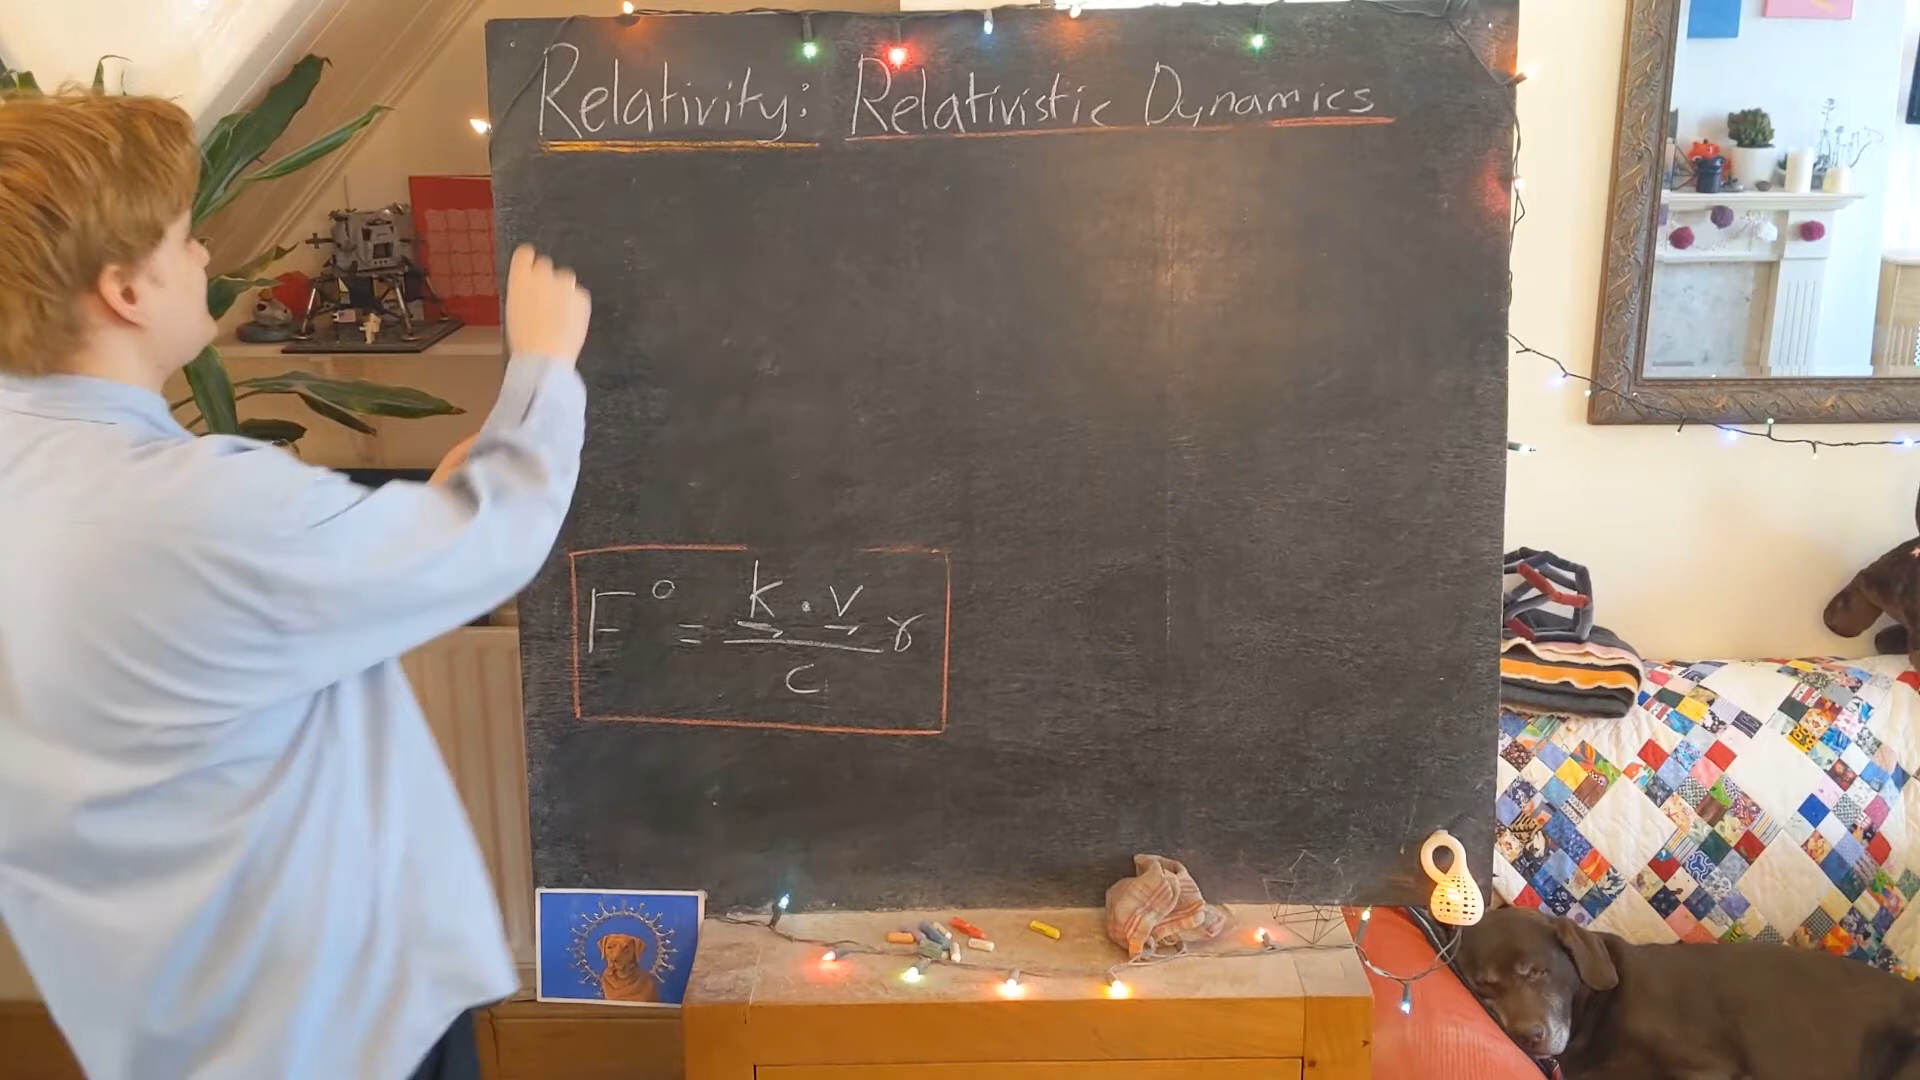 Relativity: Relativistic Dynamics
F⁰ = k · v / c γ